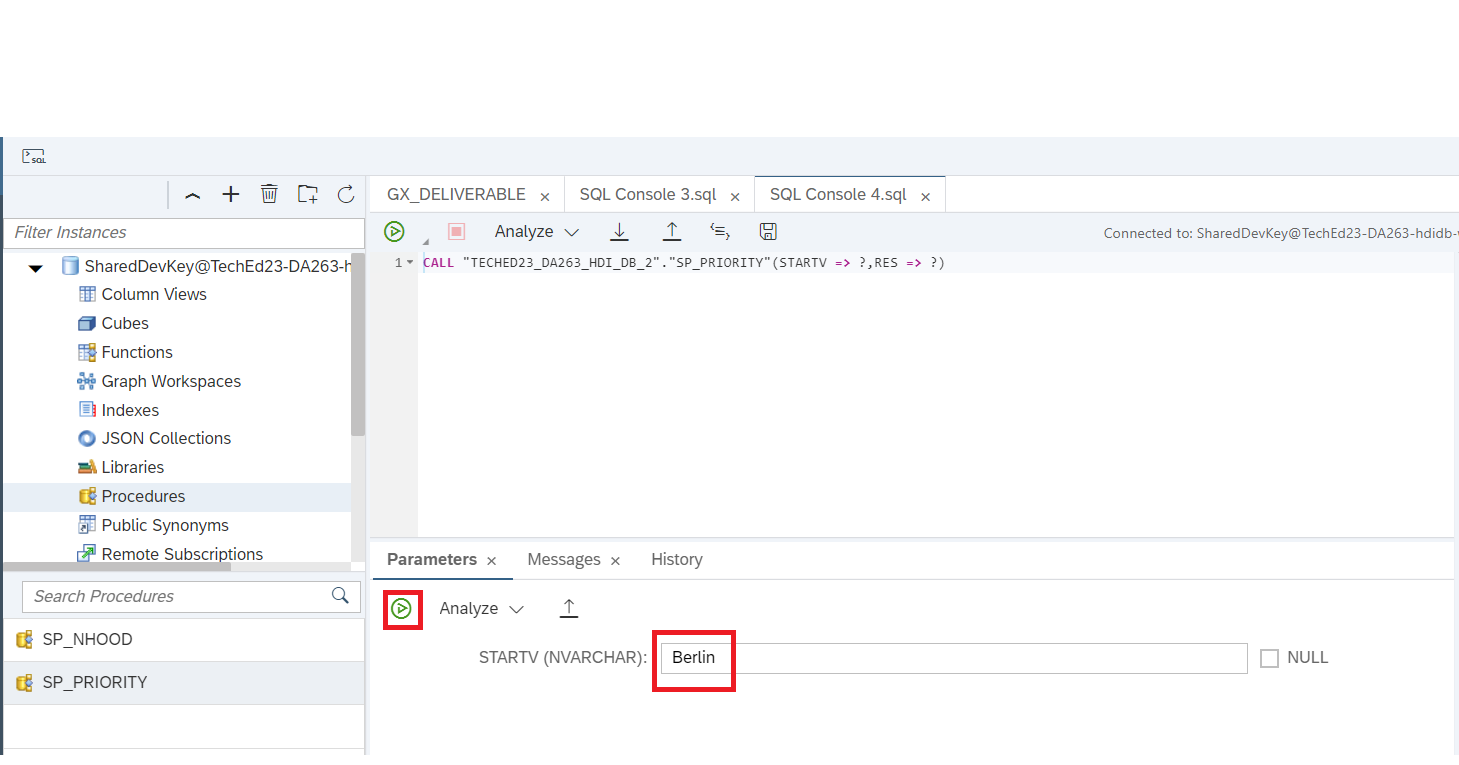 SQL
GX_DELIVERABLE ×
SQL Console 3.sql ×
SQL Console 4.sql ×
Filter Instances
Analyze
Connected to: SharedDevKey@TechEd23-DA263-hdidb-
SharedDevKey@TechEd23-DA263-h
Column Views
Cubes
Functions
Graph Workspaces
Indexes
JSON Collections
Libraries
Procedures
Public Synonyms
Remote Subscriptions
1
CALL "TECHED23_DA263_HDI_DB_2"."SP_PRIORITY"(STARTV => ?,RES => ?)
Search Procedures
SP_NHOOD
SP_PRIORITY
Parameters × Messages × History
Analyze
STARTV (NVARCHAR): Berlin NULL